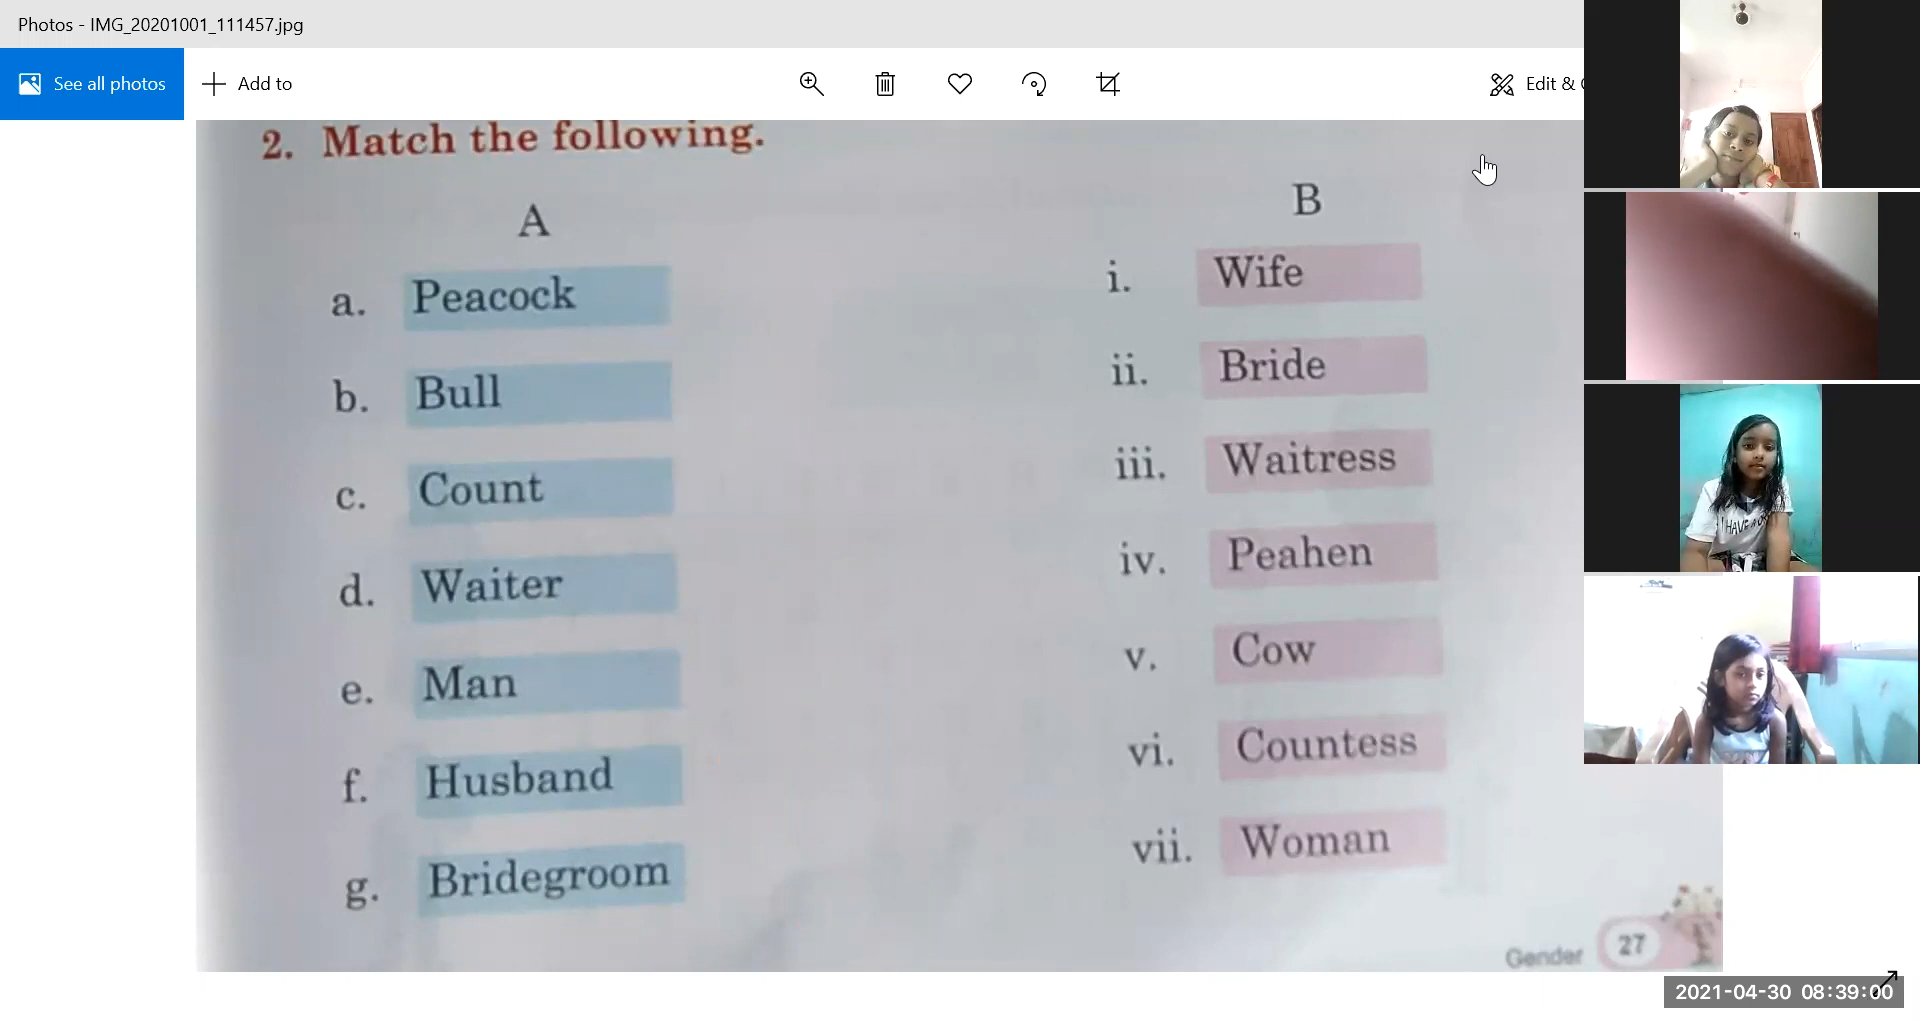 Photos - IMG_20201001_111457.jpg
See all photos
Add to
Edit &
2. Match the following.
A
B
a. Peacock
i. Wife
b. Bull
ii. Bride
c. Count
iii. Waitress
d. Waiter
iv. Peahen
e. Man
v. Cow
f. Husband
vi. Countess
g. Bridegroom
vii. Woman
Gender 27
I HAVE
2021-04-30 08:39:00